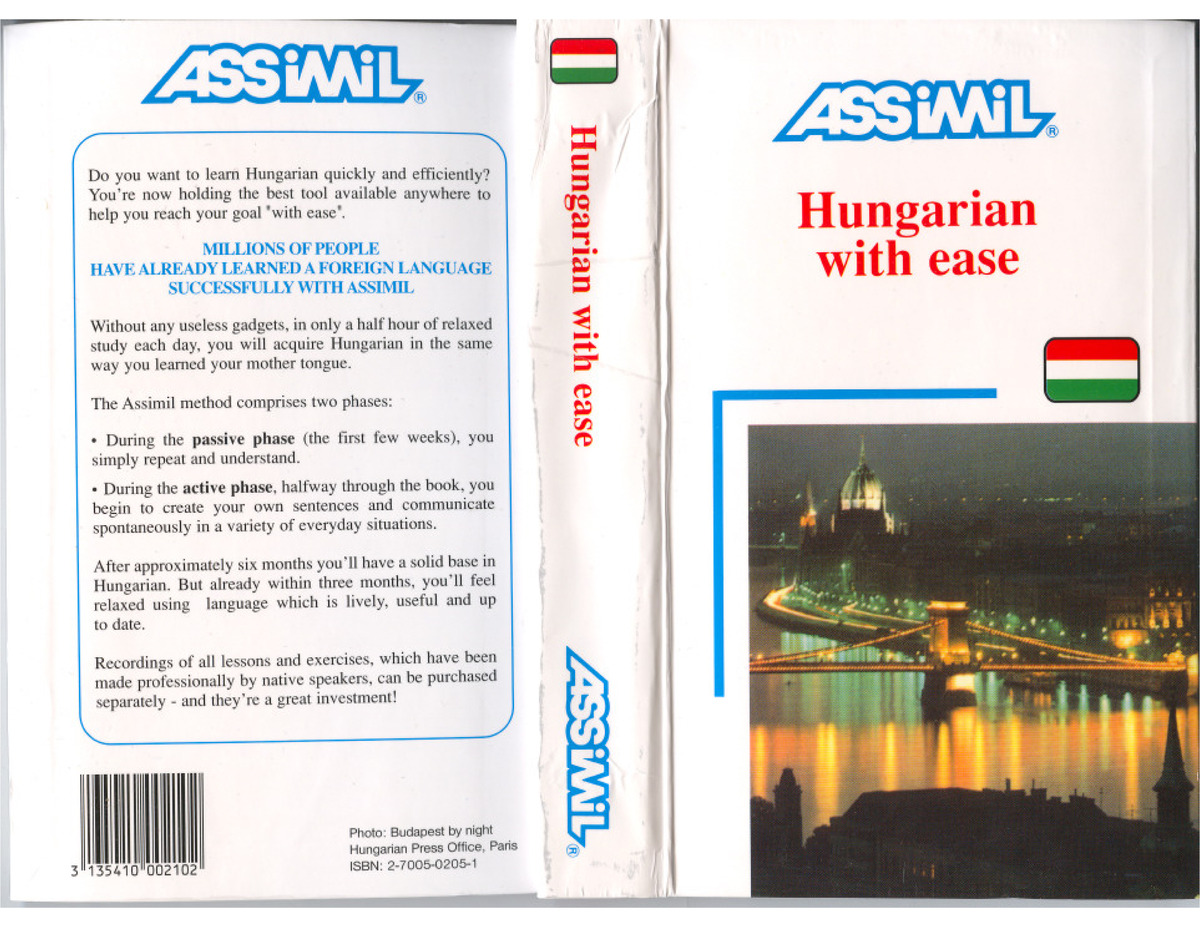 ASSiMiL®
Do you want to learn Hungarian quickly and efficiently?
You're now holding the best tool available anywhere to
help you reach your goal "with ease".
MILLIONS OF PEOPLE
HAVE ALREADY LEARNED A FOREIGN LANGUAGE
SUCCESSFULLY WITH ASSIMIL
Without any useless gadgets, in only a half hour of relaxed
study each day, you will acquire Hungarian in the same
way you learned your mother tongue.
The Assimil method comprises two phases:
• During the passive phase (the first few weeks), you
simply repeat and understand.
• During the active phase, halfway through the book, you
begin to create your own sentences and communicate
spontaneously in a variety of everyday situations.
After approximately six months you'll have a solid base in
Hungarian. But already within three months, you'll feel
relaxed using language which is lively, useful and up
to date.
Recordings of all lessons and exercises, which have been
made professionally by native speakers, can be purchased
separately - and they're a great investment!
3 135410 002102
Photo: Budapest by night
Hungarian Press Office, Paris
ISBN: 2-7005-0205-1
Hungarian with ease
ASSiMiL®
ASSiMiL®
Hungarian
with ease